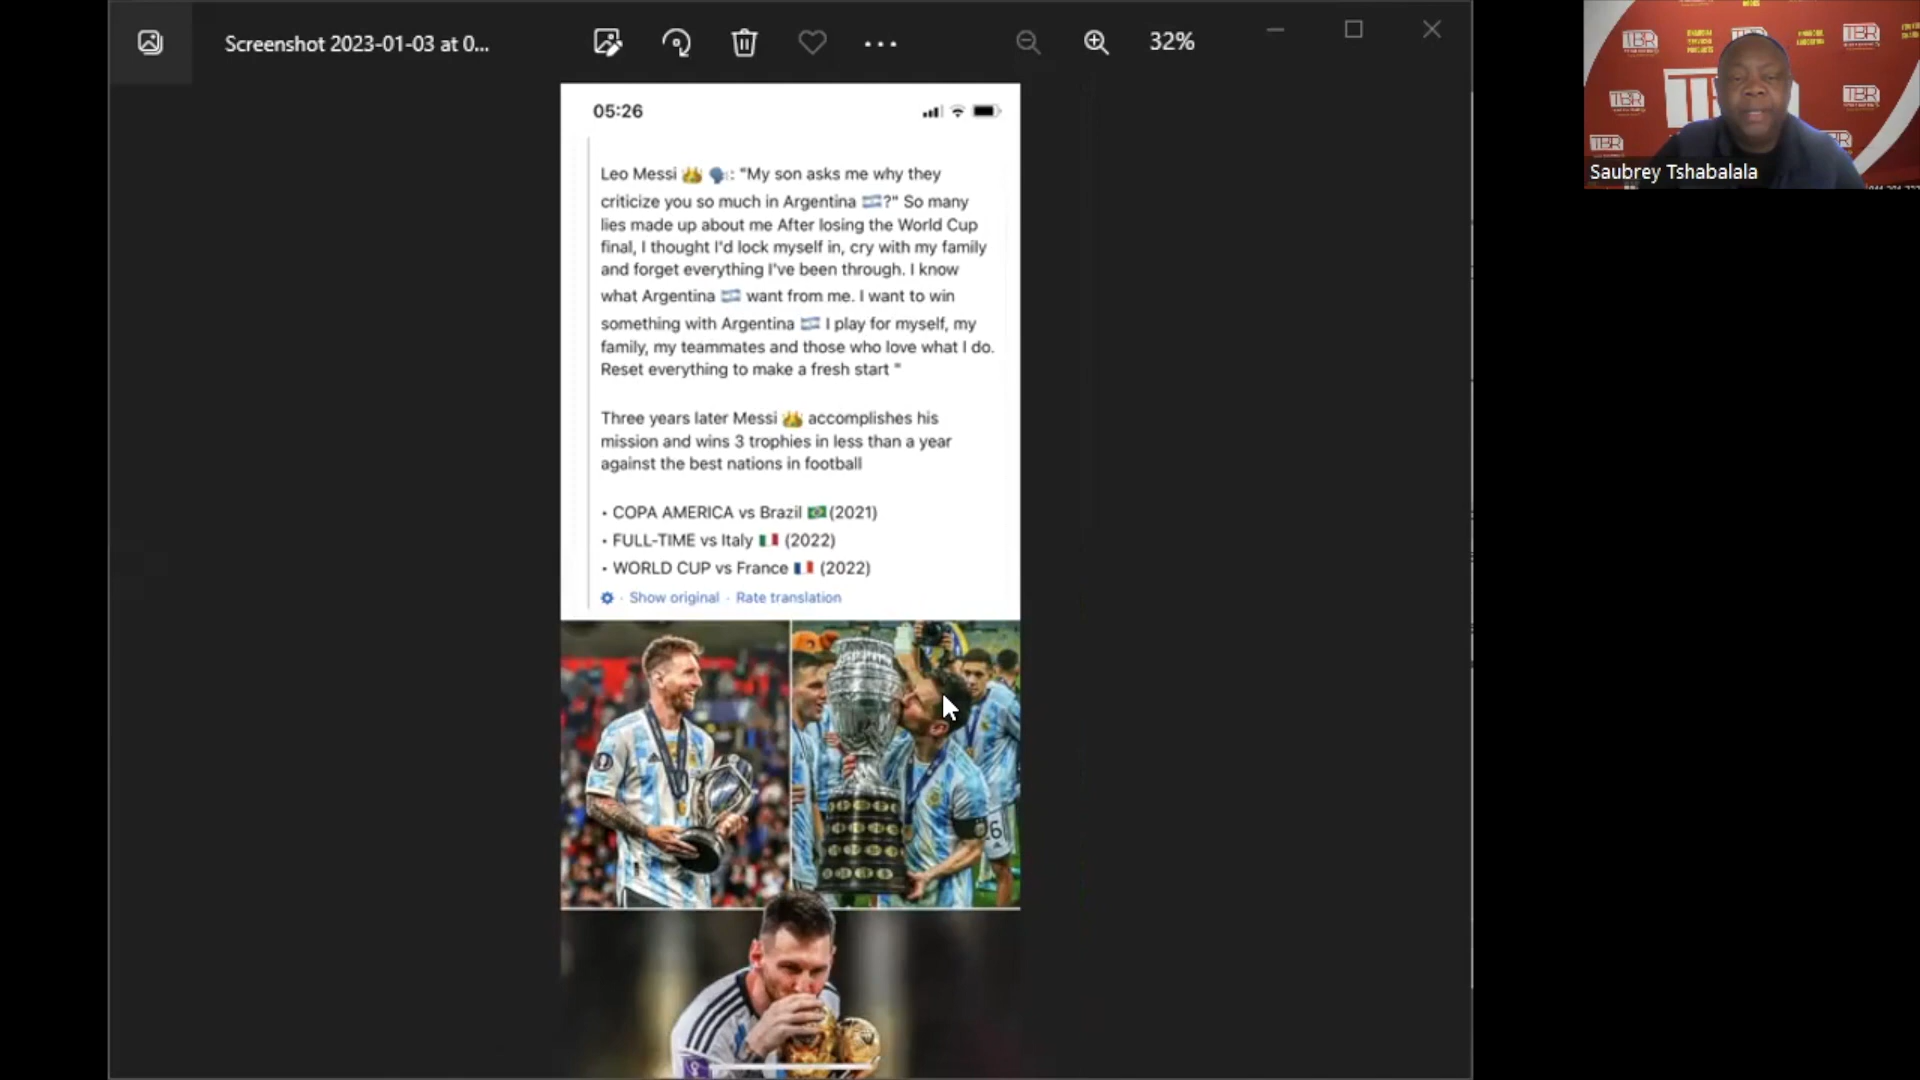 Screenshot 2023-01-03 at 0...
32%
05:26
Leo Messi 👑 🗣: "My son asks me why they
criticize you so much in Argentina 🇦🇷?" So many
lies made up about me After losing the World Cup
final, I thought I'd lock myself in, cry with my family
and forget everything I've been through. I know
what Argentina 🇦🇷 want from me. I want to win
something with Argentina 🇦🇷 I play for myself, my
family, my teammates and those who love what I do.
Reset everything to make a fresh start "
Three years later Messi 👑 accomplishes his
mission and wins 3 trophies in less than a year
against the best nations in football
• COPA AMERICA vs Brazil 🇧🇷 (2021)
• FULL-TIME vs Italy 🇮🇹 (2022)
• WORLD CUP vs France 🇫🇷 (2022)
· Show original · Rate translation
26
TBR
TBR
TBR
TBR
TBR
Saubrey Tshabalala